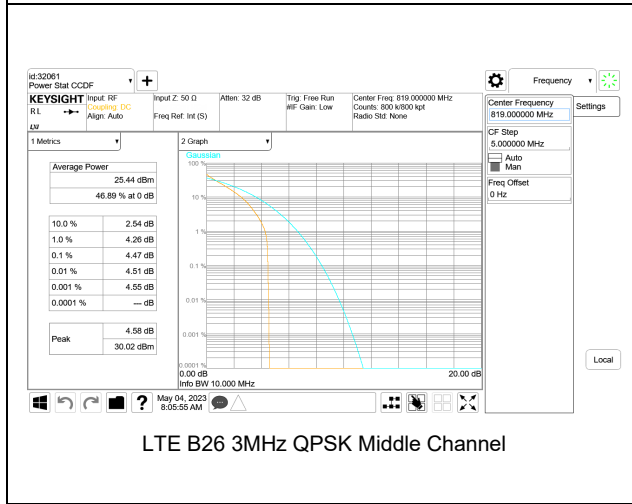 id:32061
Power Stat CCDF
Frequency
KEYSIGHT
Input: RF
Input Z: 50 Ω
Atten: 32 dB
Trig: Free Run
Center Freq: 819.000000 MHz
RL
Coupling: DC
#IF Gain: Low
Counts: 800 k/800 kpt
Align: Auto
Freq Ref: Int (S)
Radio Std: None
LXI
Center Frequency
819.000000 MHz
Settings
CF Step
5.000000 MHz
Auto
Man
Freq Offset
0 Hz
Local
1 Metrics
Average Power
25.44 dBm
46.89 % at 0 dB
10.0 % 2.54 dB
1.0 % 4.26 dB
0.1 % 4.47 dB
0.01 % 4.51 dB
0.001 % 4.55 dB
0.0001 % --- dB
Peak
4.58 dB
30.02 dBm
2 Graph
Gaussian
100 %
10 %
1 %
0.1 %
0.01 %
0.001 %
0.0001 %
0.00 dB 20.00 dB
Info BW 10.000 MHz
?
May 04, 2023
8:05:55 AM
LTE B26 3MHz QPSK Middle Channel